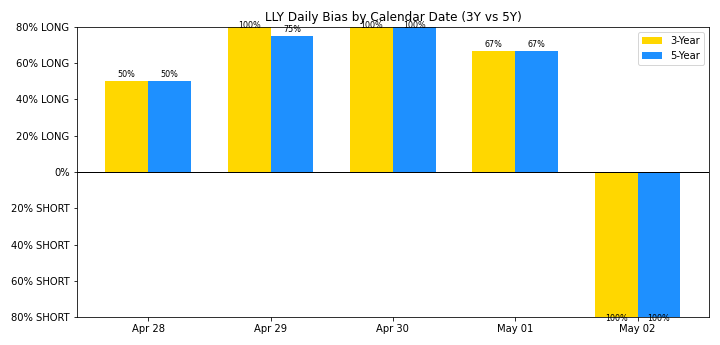 LLY Daily Bias by Calendar Date (3Y vs 5Y)
80% LONG
60% LONG
40% LONG
20% LONG
0%
20% SHORT
40% SHORT
60% SHORT
80% SHORT
50% 50% 100% 75% 100% 100% 67% 67% 100% 100%
3-Year
5-Year
Apr 28 Apr 29 Apr 30 May 01 May 02